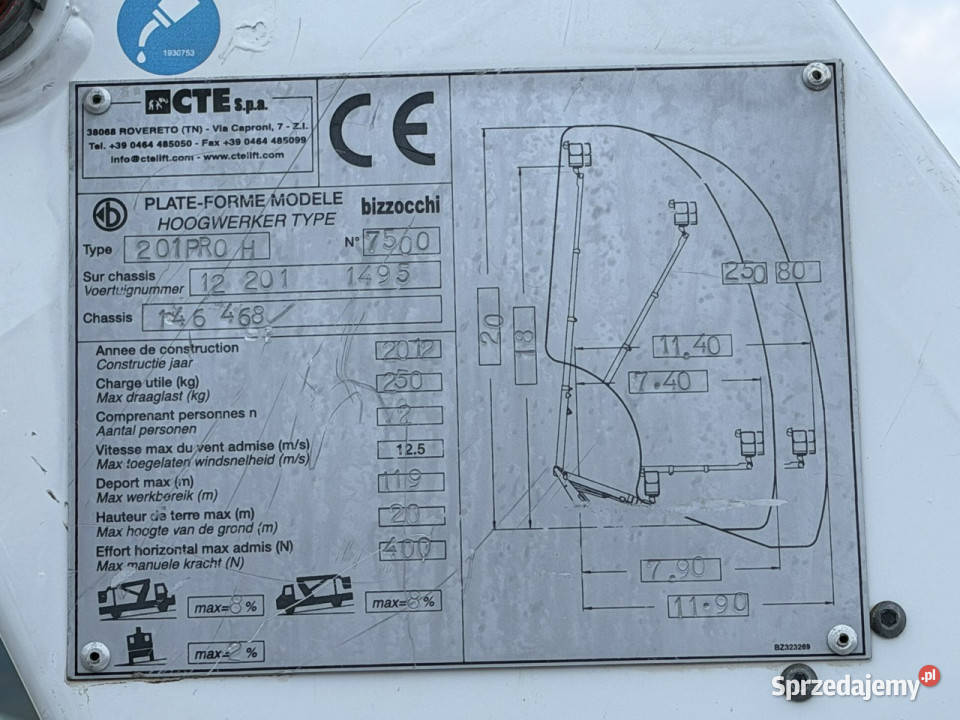 1930753
CTE S.p.a.
38068 ROVERETO (TN) - Via Caproni, 7 - Z.I.
Tel. +39 0464 485050 - Fax +39 0464 485099
info@ctelift.com - www.ctelift.com
CE
PLATE-FORME MODELE
HOOGWERKER TYPE
bizzocchi
Type 201PRO H N° 7500
Sur chassis
Voertuignummer 12 201 1495
Chassis 146 468/
Annee de construction
Constructie jaar 2012
Charge utile (kg)
Max draaglast (kg) 250
Comprenant personnes n
Aantal personen 2
Vitesse max du vent admise (m/s)
Max toegelaten windsnelheid (m/s) 12.5
Deport max (m)
Max werkbereik (m) 119
Hauteur de terre max (m)
Max hoogte van de grond (m) 20
Effort horizontal max admis (N)
Max manuele kracht (N) 400
max=8 % max=8 %
max=2 %
250 80
20 18
11.40
7.40
7.90
11.90
BZ323269
Sprzedajemy.pl